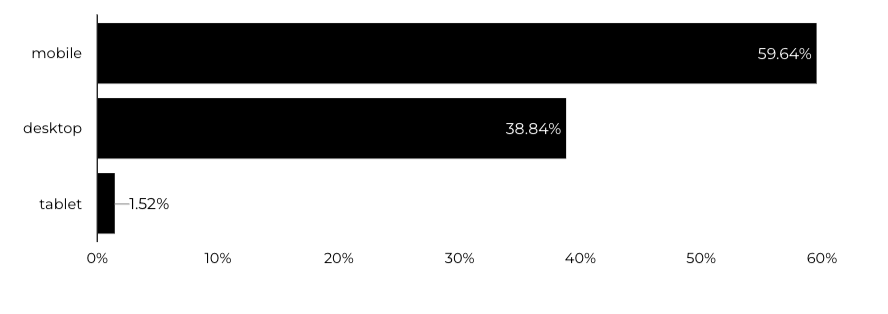 mobile 59.64%
desktop 38.84%
tablet 1.52%
0% 10% 20% 30% 40% 50% 60%